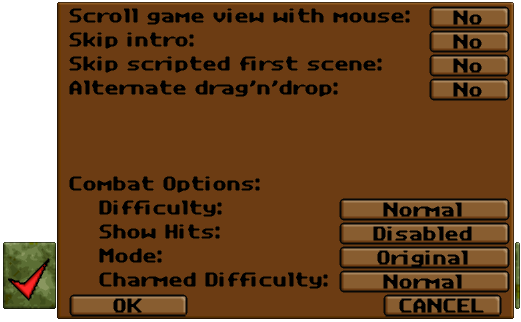 Scroll game view with mouse: No
Skip intro: No
Skip scripted first scene: No
Alternate drag'n'drop: No
Combat Options:
Difficulty: Normal
Show Hits: Disabled
Mode: Original
Charmed Difficulty: Normal
OK CANCEL